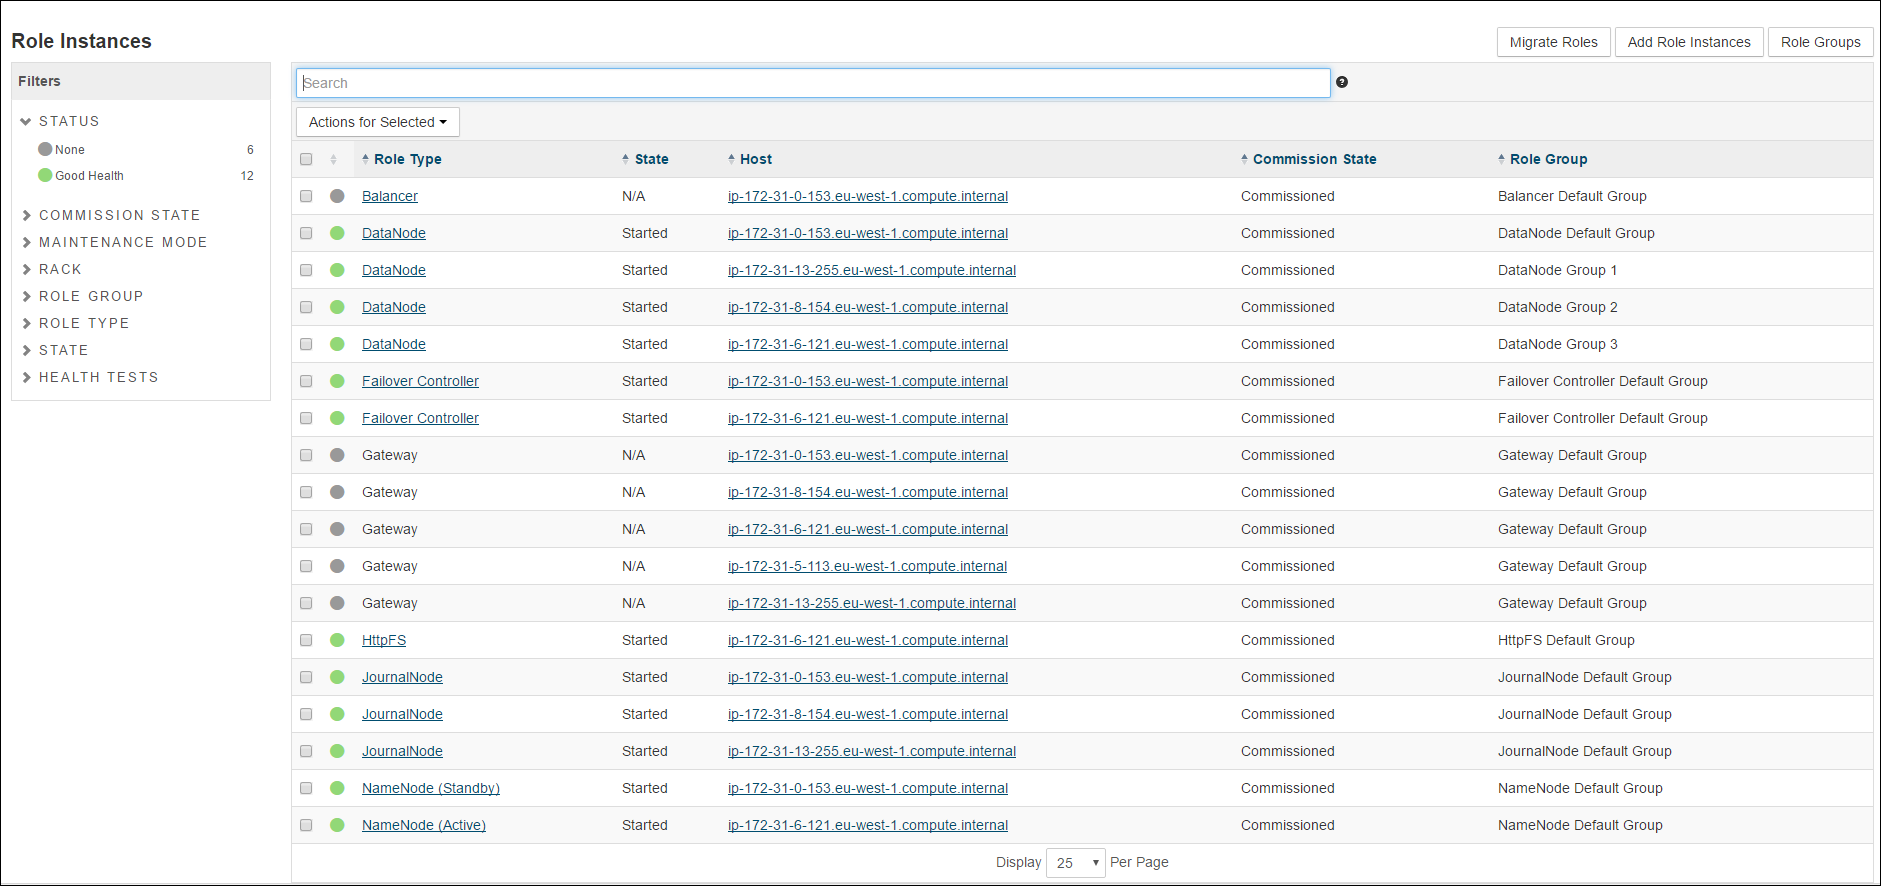 Role Instances
Migrate Roles Add Role Instances Role Groups
Filters
Search
STATUS
None 6
Good Health 12
COMMISSION STATE
MAINTENANCE MODE
RACK
ROLE GROUP
ROLE TYPE
STATE
HEALTH TESTS
Actions for Selected
Role Type State Host Commission State Role Group
Balancer N/A ip-172-31-0-153.eu-west-1.compute.internal Commissioned Balancer Default Group
DataNode Started ip-172-31-0-153.eu-west-1.compute.internal Commissioned DataNode Default Group
DataNode Started ip-172-31-13-255.eu-west-1.compute.internal Commissioned DataNode Group 1
DataNode Started ip-172-31-8-154.eu-west-1.compute.internal Commissioned DataNode Group 2
DataNode Started ip-172-31-6-121.eu-west-1.compute.internal Commissioned DataNode Group 3
Failover Controller Started ip-172-31-0-153.eu-west-1.compute.internal Commissioned Failover Controller Default Group
Failover Controller Started ip-172-31-6-121.eu-west-1.compute.internal Commissioned Failover Controller Default Group
Gateway N/A ip-172-31-0-153.eu-west-1.compute.internal Commissioned Gateway Default Group
Gateway N/A ip-172-31-8-154.eu-west-1.compute.internal Commissioned Gateway Default Group
Gateway N/A ip-172-31-6-121.eu-west-1.compute.internal Commissioned Gateway Default Group
Gateway N/A ip-172-31-5-113.eu-west-1.compute.internal Commissioned Gateway Default Group
Gateway N/A ip-172-31-13-255.eu-west-1.compute.internal Commissioned Gateway Default Group
HttpFS Started ip-172-31-6-121.eu-west-1.compute.internal Commissioned HttpFS Default Group
JournalNode Started ip-172-31-0-153.eu-west-1.compute.internal Commissioned JournalNode Default Group
JournalNode Started ip-172-31-8-154.eu-west-1.compute.internal Commissioned JournalNode Default Group
JournalNode Started ip-172-31-13-255.eu-west-1.compute.internal Commissioned JournalNode Default Group
NameNode (Standby) Started ip-172-31-0-153.eu-west-1.compute.internal Commissioned NameNode Default Group
NameNode (Active) Started ip-172-31-6-121.eu-west-1.compute.internal Commissioned NameNode Default Group
Display 25 Per Page